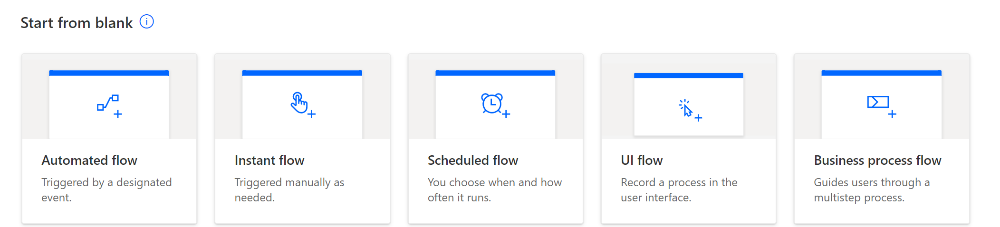 Start from blank
Automated flow
Triggered by a designated
event.
Instant flow
Triggered manually as
needed.
Scheduled flow
You choose when and how
often it runs.
UI flow
Record a process in the
user interface.
Business process flow
Guides users through a
multistep process.